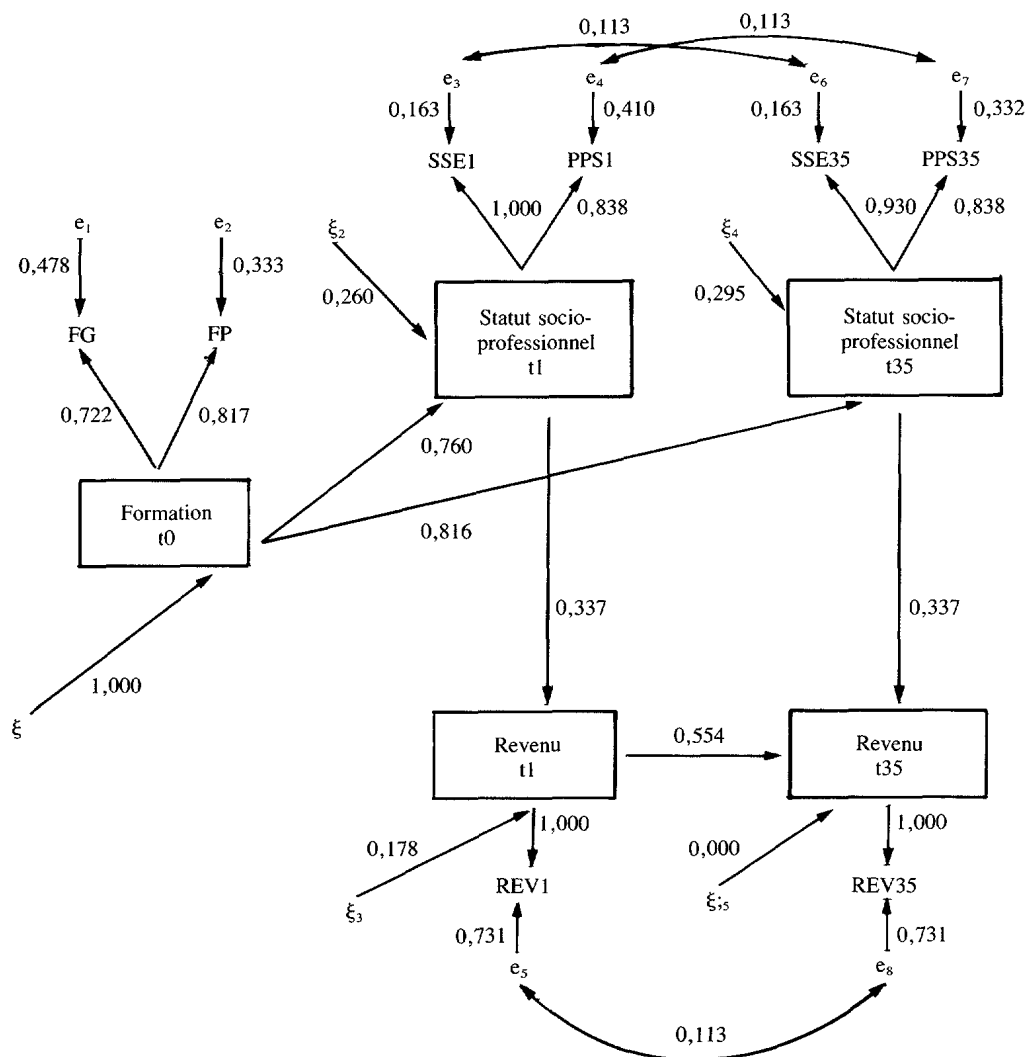 0,113 0,113
e3 e4 e6 e7
0,163 0,410 0,163 0,332
SSE1 PPS1 SSE35 PPS35
1,000 0,838 0,930 0,838
e1 e2 ξ2 ξ4
0,478 0,333 0,260 0,295
FG FP
Statut socio-
professionnel
t1
Statut socio-
professionnel
t35
0,722 0,817 0,760
Formation
t0
0,816
0,337 0,337
1,000
ξ
Revenu
t1
0,554
Revenu
t35
0,178 1,000 0,000 1,000
ξ3 REV1 ξ;5 REV35
0,731 0,731
e5 e8
0,113